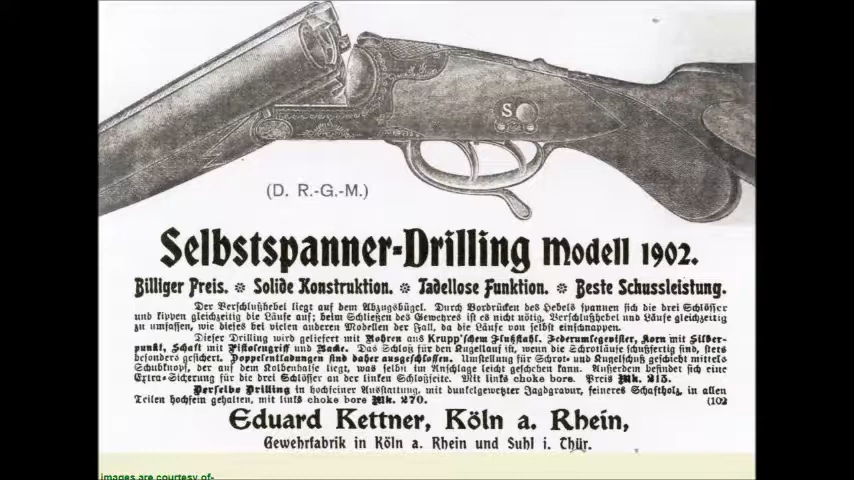 S
(D. R.-G.-M.)
Selbstspanner-Drilling Modell 1902.
Billiger Preis. ❉ Solide Konstruktion. ❉ Tadellose Funktion. ❉ Beste Schussleistung.
Der Verschlußhebel liegt auf dem Abzugsbügel. Durch Vordrücken des Hebels spannen sich die drei Schlösser
und kippen gleichzeitig die Läufe auf; beim Schließen des Gewehres ist es nicht nötig, Verschlußhebel und Läufe gleichzeitig
zu umfassen, wie dieses bei vielen anderen Modellen der Fall, da die Läufe von selbst einschnappen.
Dieser Drilling wird geliefert mit Rohren aus Krupp'schem Flußstahl, Federumlegevisier, Korn mit Silber-
punkt, Schaft mit Pistolengriff und Backe. Das Schloß für den Kugellauf ist, wenn die Schrotläufe schußfertig sind, stets
besonders gesichert. Doppelentladungen sind daher ausgeschlossen. Umstellung für Schrot- und Kugelschuß geschieht mittels
Schubknopf, der auf dem Kolbenhalse liegt, was selbst im Anschlage leicht geschehen kann. Außerdem befindet sich eine
Extra-Sicherung für die drei Schlösser an der linken Schloßseite. Mit links choke bore. Preis Mk. 215.
Derselbe Drilling in hochfeiner Ausstattung, mit dunkelgewetzter Jagdgravur, feineres Schaftholz, in allen
Teilen hochfein gehalten, mit links choke bore Mk. 270. (102
Eduard Kettner, Köln a. Rhein,
Gewehrfabrik in Köln a. Rhein und Suhl i. Thür.
images are courtesy of-